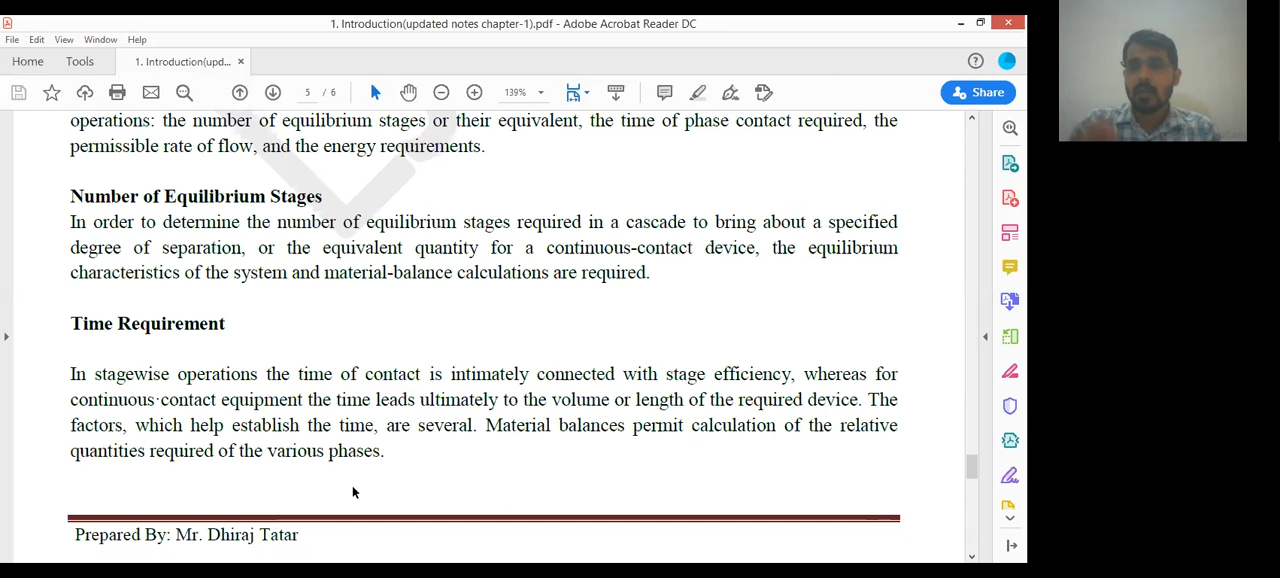 1. Introduction(updated notes chapter-1).pdf - Adobe Acrobat Reader DC
File Edit View Window Help
Home Tools 1. Introduction(upd... ×
5 / 6 139% Share
operations: the number of equilibrium stages or their equivalent, the time of phase contact required, the
permissible rate of flow, and the energy requirements.
Number of Equilibrium Stages
In order to determine the number of equilibrium stages required in a cascade to bring about a specified
degree of separation, or the equivalent quantity for a continuous-contact device, the equilibrium
characteristics of the system and material-balance calculations are required.
Time Requirement
In stagewise operations the time of contact is intimately connected with stage efficiency, whereas for
continuous·contact equipment the time leads ultimately to the volume or length of the required device. The
factors, which help establish the time, are several. Material balances permit calculation of the relative
quantities required of the various phases.
Prepared By: Mr. Dhiraj Tatar